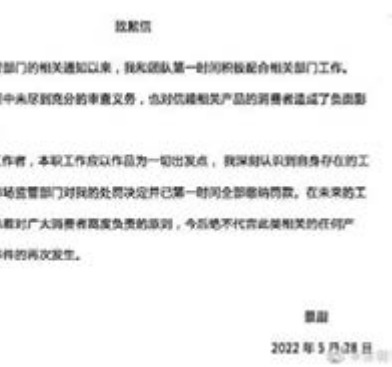 致歉信
部门的相关通知以来，我和团队第一时间积极配合相关部门工作。
中未尽到充分的审查义务，也对信赖相关产品的消费者造成了负面影
作者，本职工作应以作品为一切出发点，我深刻认识到自身存在的工
场监管部门对我的处罚决定并已第一时间全部缴纳罚款。在未来的工
着对广大消费者高度负责的原则，今后绝不代言此类相关的任何产
件的再次发生。
景甜
2022 年 5 月 28 日